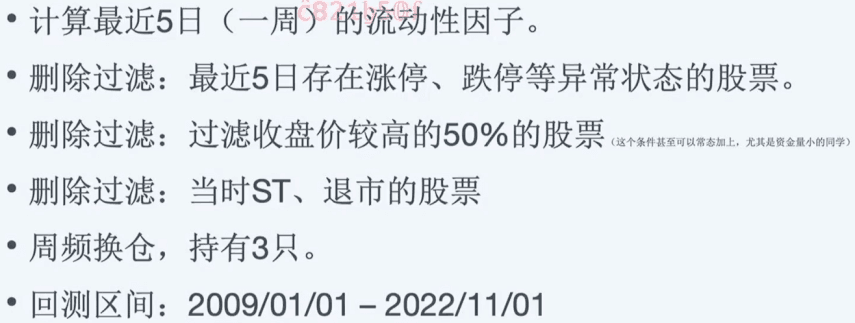 • 计算最近5日（一周）的流动性因子。
• 删除过滤：最近5日存在涨停、跌停等异常状态的股票。
• 删除过滤：过滤收盘价较高的50%的股票（这个条件甚至可以常态加上，尤其是资金量小的同学）
• 删除过滤：当时ST、退市的股票
• 周频换仓，持有3只。
• 回测区间：2009/01/01 – 2022/11/01